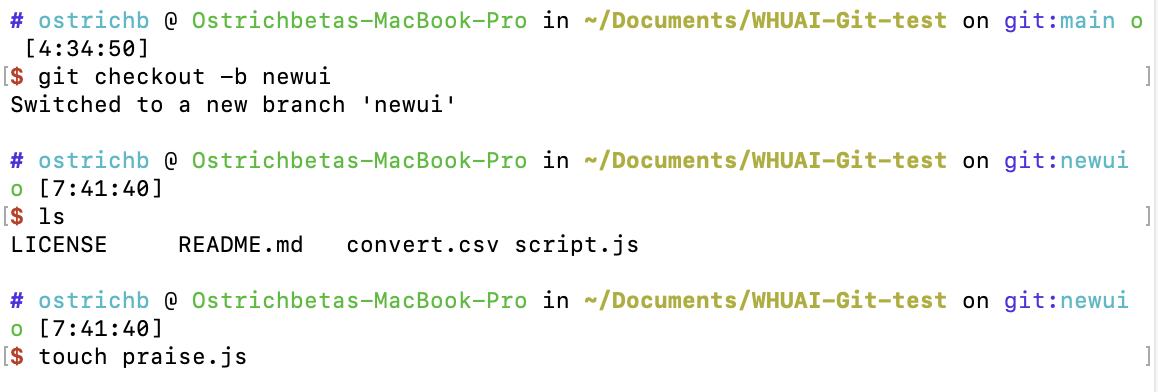 # ostrichb @ Ostrichbetas-MacBook-Pro in ~/Documents/WHUAI-Git-test on git:main o
[4:34:50]
[$ git checkout -b newui ]
Switched to a new branch 'newui'
# ostrichb @ Ostrichbetas-MacBook-Pro in ~/Documents/WHUAI-Git-test on git:newui
o [7:41:40]
[$ ls ]
LICENSE README.md convert.csv script.js
# ostrichb @ Ostrichbetas-MacBook-Pro in ~/Documents/WHUAI-Git-test on git:newui
o [7:41:40]
[$ touch praise.js ]